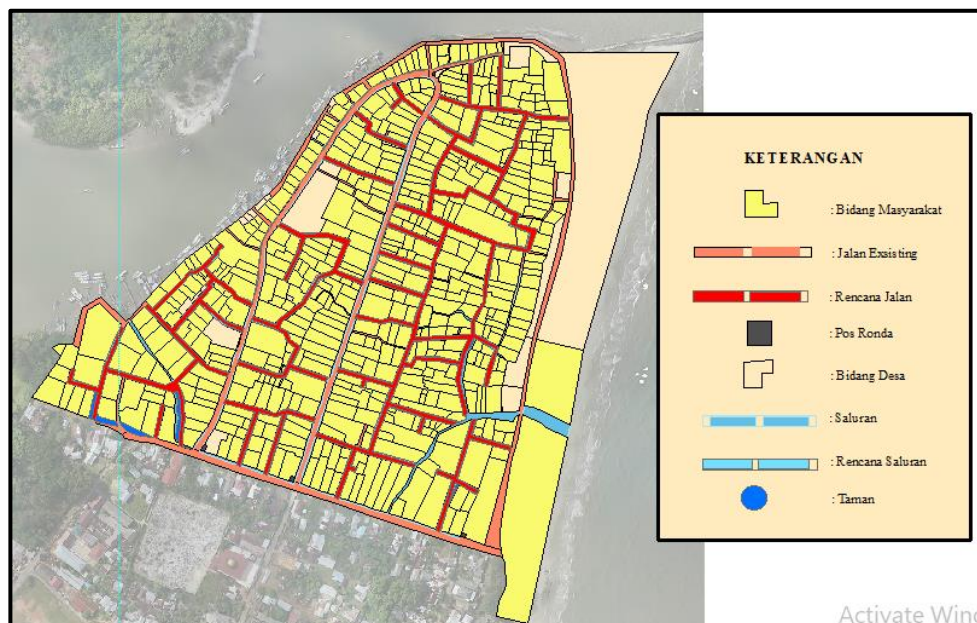 KETERANGAN
: Bidang Masyarakat
: Jalan Exsisting
: Rencana Jalan
: Pos Ronda
: Bidang Desa
: Saluran
: Rencana Saluran
: Taman
Activate Wind